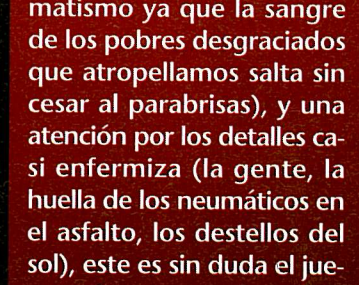 matismo ya que la sangre
de los pobres desgraciados
que atropellamos salta sin
cesar al parabrisas), y una
atención por los detalles ca-
si enfermiza (la gente, la
huella de los neumáticos en
el asfalto, los destellos del
sol), este es sin duda el jue-